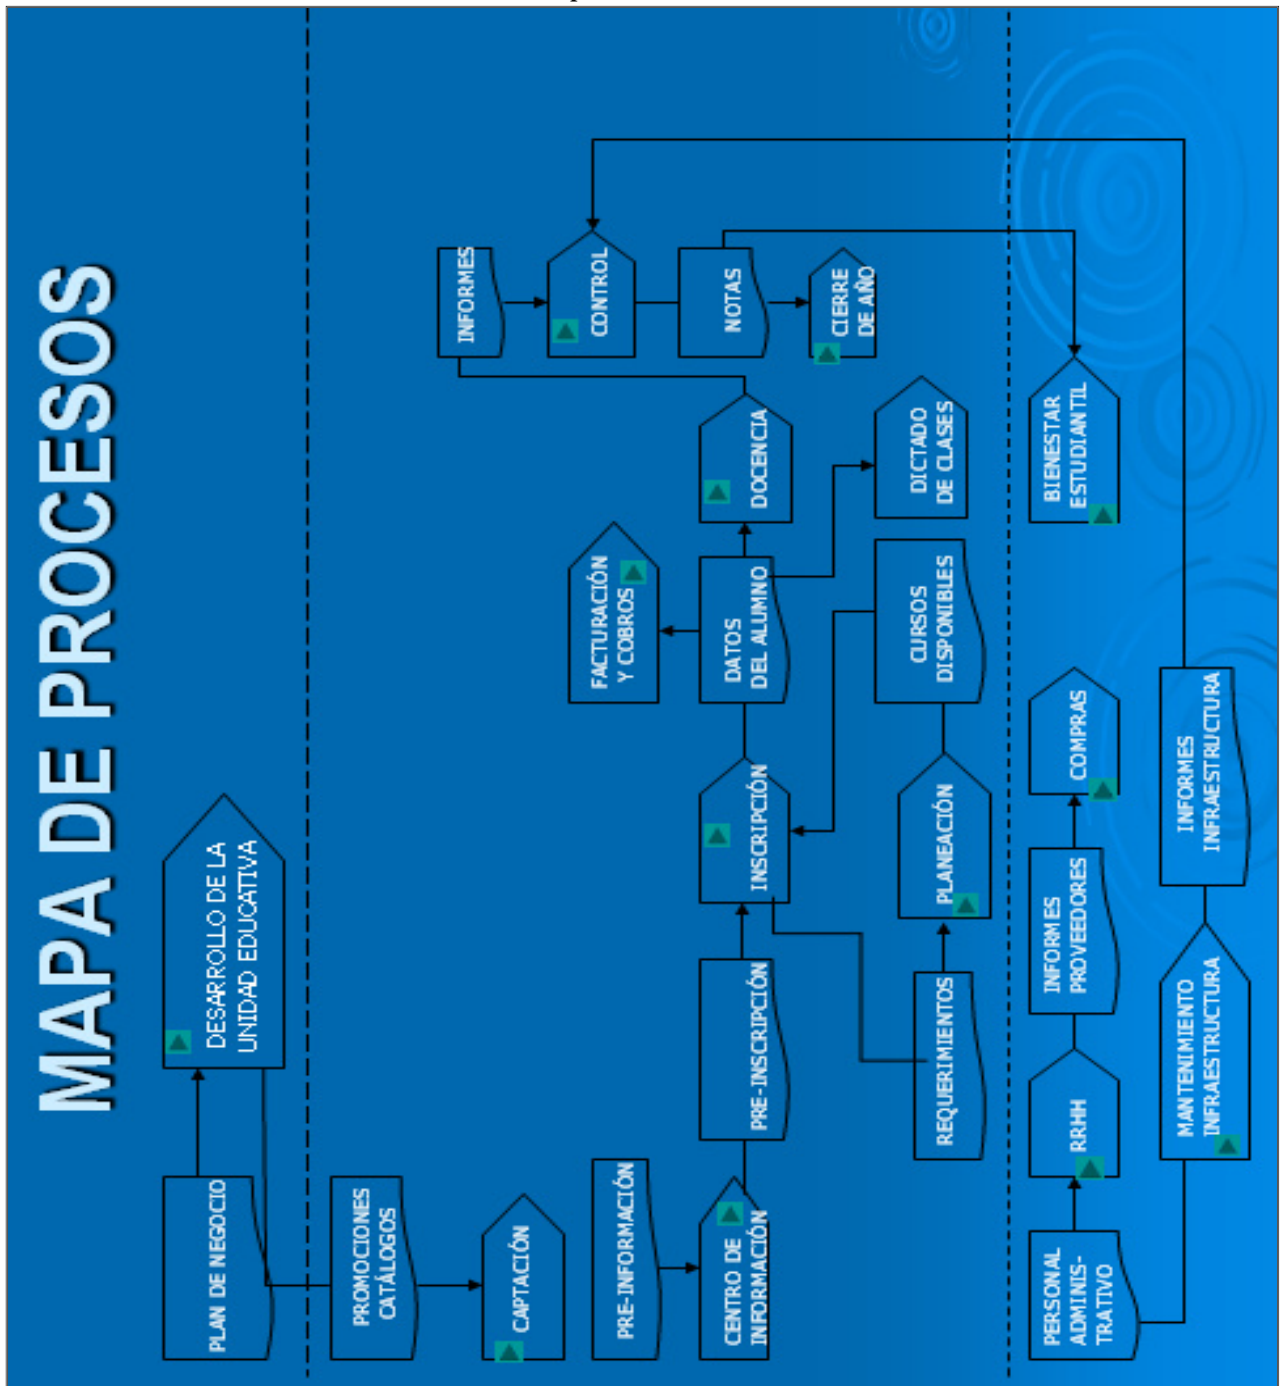 MAPA DE PROCESOS
PLAN DE NEGOCIO
DESARROLLO DE LA
UNIDAD EDUCATIVA
PROMOCIONES
CATÁLOGOS
CAPTACIÓN
PRE-INFORMACIÓN
CENTRO DE
INFORMACIÓN
PRE-INSCRIPCIÓN
INSCRIPCIÓN
FACTURACIÓN
Y COBROS
DATOS
DEL ALUMNO
DOCENCIA
INFORMES
CONTROL
NOTAS
CIERRE
DE AÑO
DICTADO
DE CLASES
CURSOS
DISPONIBLES
PLANEACIÓN
REQUERIMIENTOS
PERSONAL
ADMINIS-
TRATIVO
RRHH
INFORMES
PROVEEDORES
COMPRAS
BIENESTAR
ESTUDIANTIL
MANTENIMIENTO
INFRAESTRUCTURA
INFORMES
INFRAESTRUCTURA